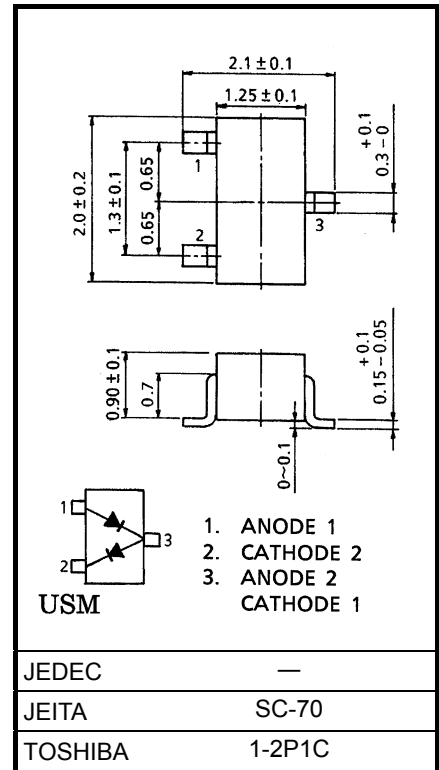 2.1±0.1
1.25±0.1
+0.1
0.3−0
2.0±0.2
1.3±0.1
0.65
0.65
1
2
3
0.90±0.1
0.7
+0.1
0.15−0.05
0~0.1
1
2
3
USM
1. ANODE 1
2. CATHODE 2
3. ANODE 2
CATHODE 1
JEDEC —
JEITA SC-70
TOSHIBA 1-2P1C